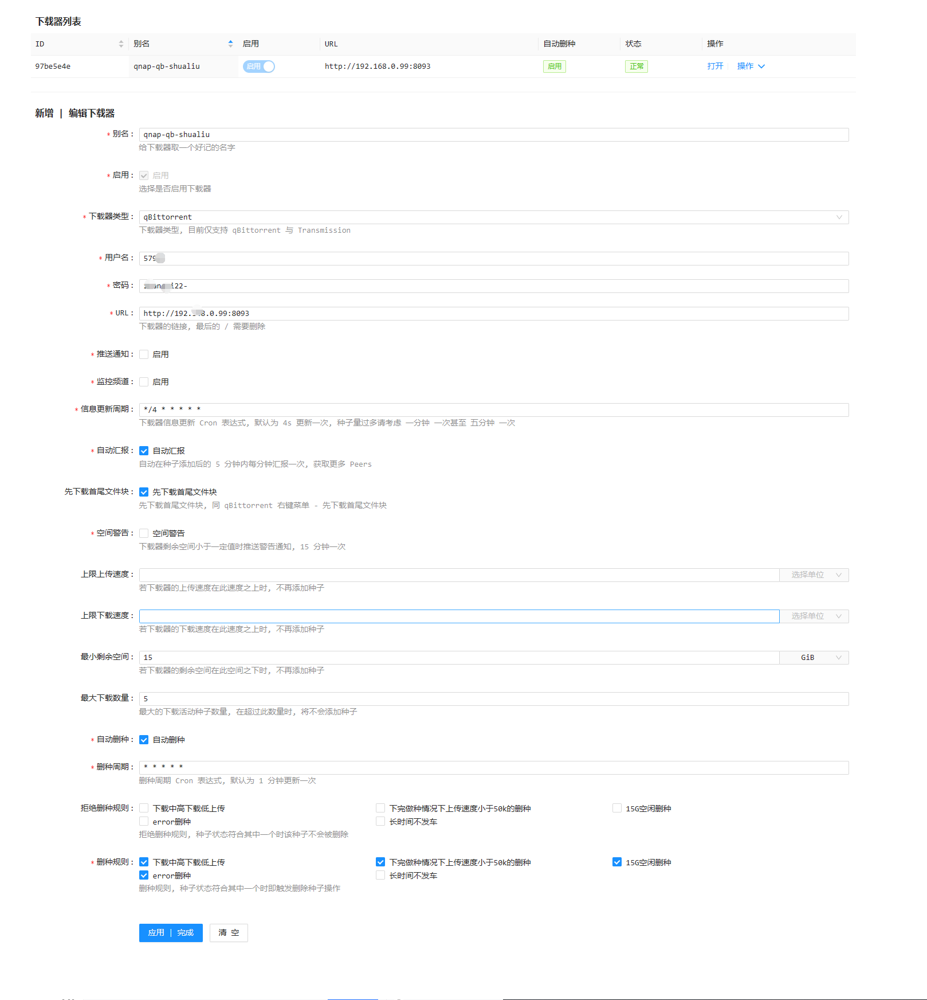 下载器列表
ID 别名 启用 URL 自动删种 状态 操作
97be5e4e qnap-qb-shualiu 启用 http://192.168.0.99:8093 启用 正常 打开 操作
新增 | 编辑下载器
* 别名: qnap-qb-shualiu
给下载器取一个好记的名字
* 启用: 启用
选择是否启用下载器
* 下载器类型: qBittorrent
下载器类型, 目前仅支持 qBittorrent 与 Transmission
* 用户名: 579
* 密码: i22-
* URL: http://192. 8.0.99:8093
下载器的链接, 最后的 / 需要删除
* 推送通知: 启用
* 监控频道: 启用
* 信息更新周期: */4 * * * * *
下载器信息更新 Cron 表达式, 默认为 4s 更新一次, 种子量过多请考虑 一分钟 一次甚至 五分钟 一次
* 自动汇报: 自动汇报
自动在种子添加后的 5 分钟内每分钟汇报一次, 获取更多 Peers
先下载首尾文件块: 先下载首尾文件块
先下载首尾文件块, 同 qBittorrent 右键菜单 - 先下载首尾文件块
* 空间警告: 空间警告
下载器剩余空间小于一定值时推送警告通知, 15 分钟一次
上限上传速度: 选择单位
若下载器的上传速度在此速度之上时, 不再添加种子
上限下载速度: 选择单位
若下载器的下载速度在此速度之上时, 不再添加种子
最小剩余空间: 15 GiB
若下载器的剩余空间在此空间之下时, 不再添加种子
最大下载数量: 5
最大的下载活动种子数量, 在超过此数量时, 将不会添加种子
* 自动删种: 自动删种
* 删种周期: * * * * *
删种周期 Cron 表达式, 默认为 1 分钟更新一次
拒绝删种规则: 下载中高下载低上传 下完做种情况下上传速度小于50k的删种 15G空闲删种
error删种 长时间不发车
拒绝删种规则, 种子状态符合其中一个时该种子不会被删除
* 删种规则: 下载中高下载低上传 下完做种情况下上传速度小于50k的删种 15G空闲删种
error删种 长时间不发车
删种规则, 种子状态符合其中一个时即触发删除种子操作
应用 | 完成 清 空